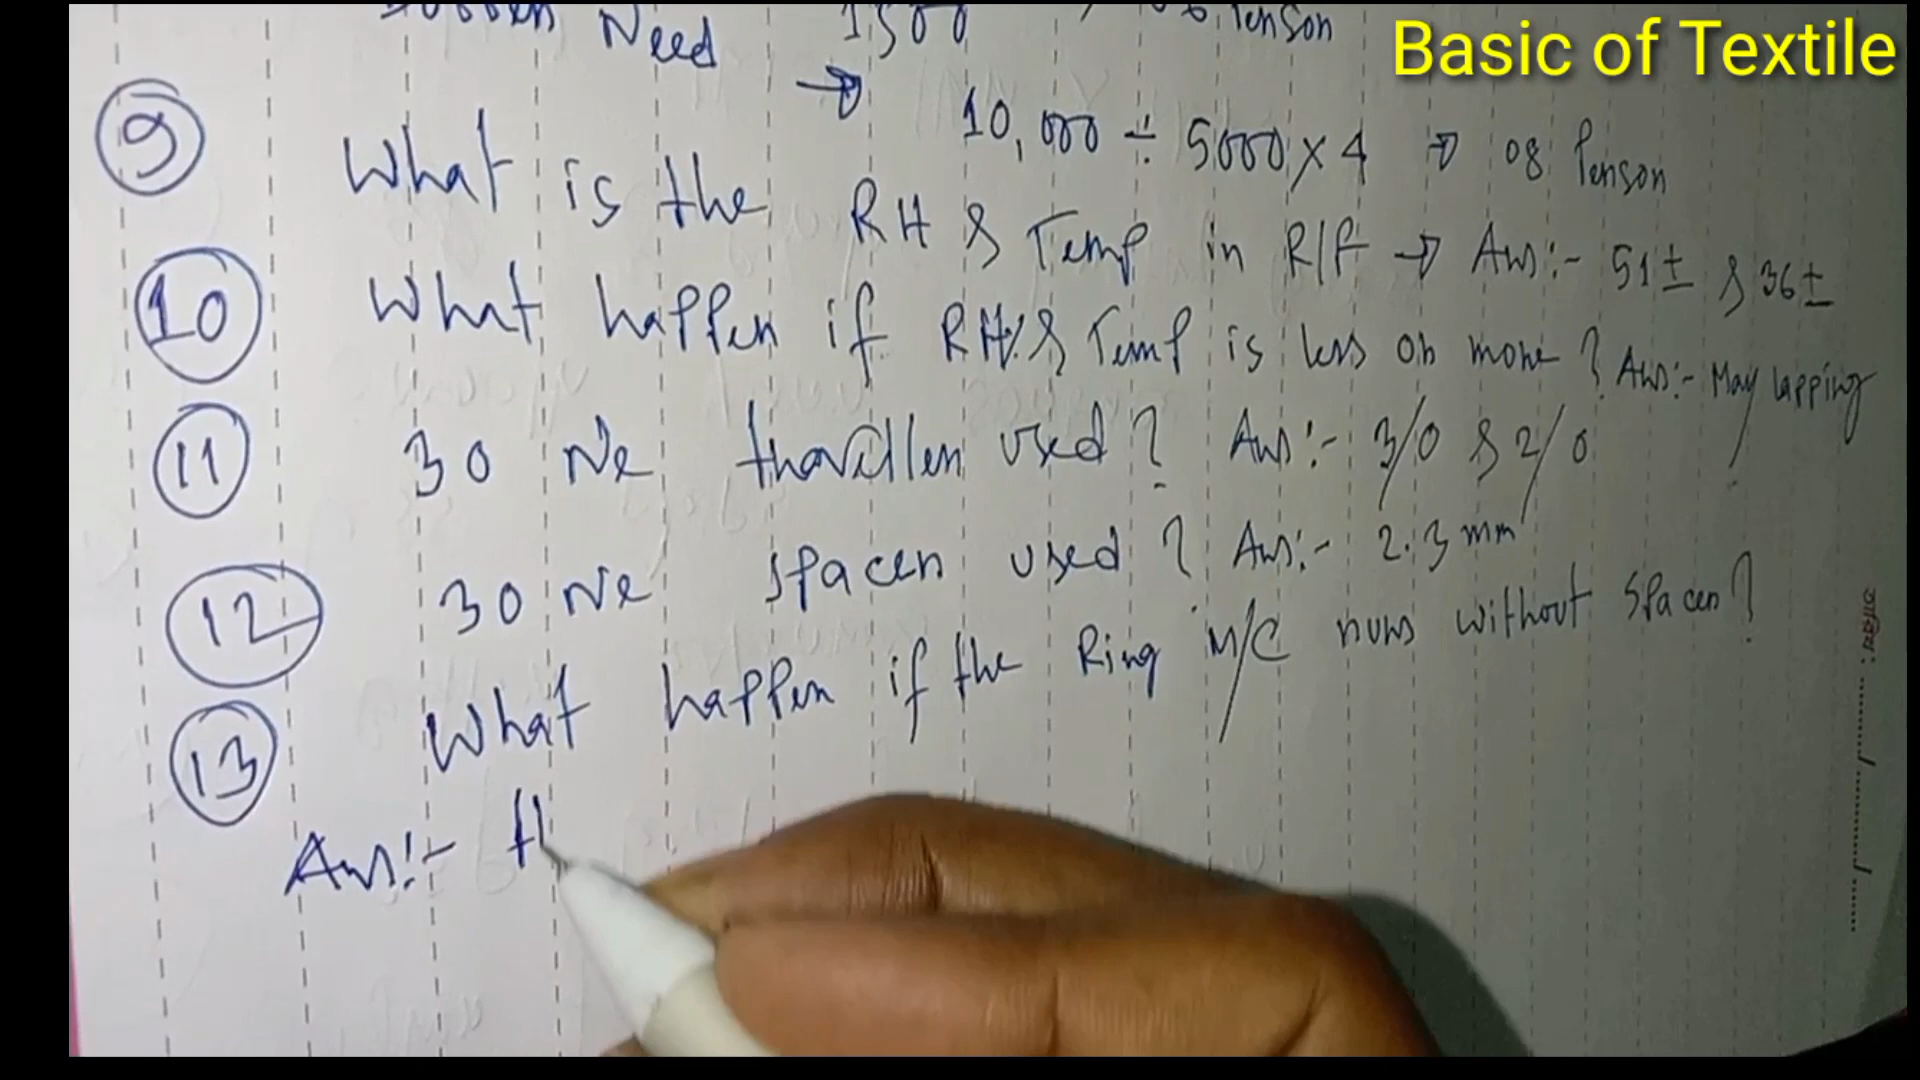 Need 1500 Person
Basic of Textile
→ 10,000 ÷ 5000 x 4 → 08 Person
9 What is the RH & Temp in R/F → Ans:- 51± & 36±
10 What happen if RH% & Temp is less or more? Ans:- May lapping
11 30 Ne traveller used? Ans:- 3/0 & 2/0
12 30 Ne spacer used? Ans:- 2.3 mm
13 What happen if the Ring M/C runs without spacer?
Ans:- th